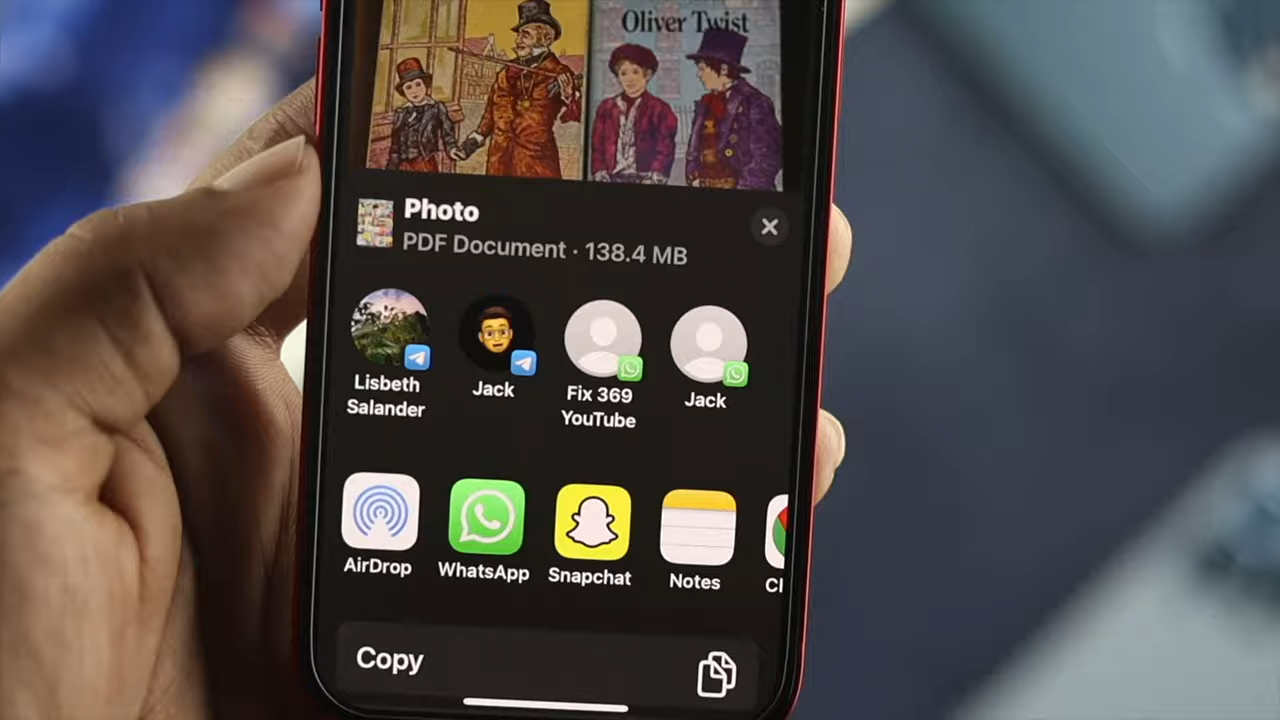 Oliver Twist
Photo
PDF Document · 138.4 MB
Lisbeth
Salander
Jack
Fix 369
YouTube
Jack
AirDrop
WhatsApp
Snapchat
Notes
Cl
Copy